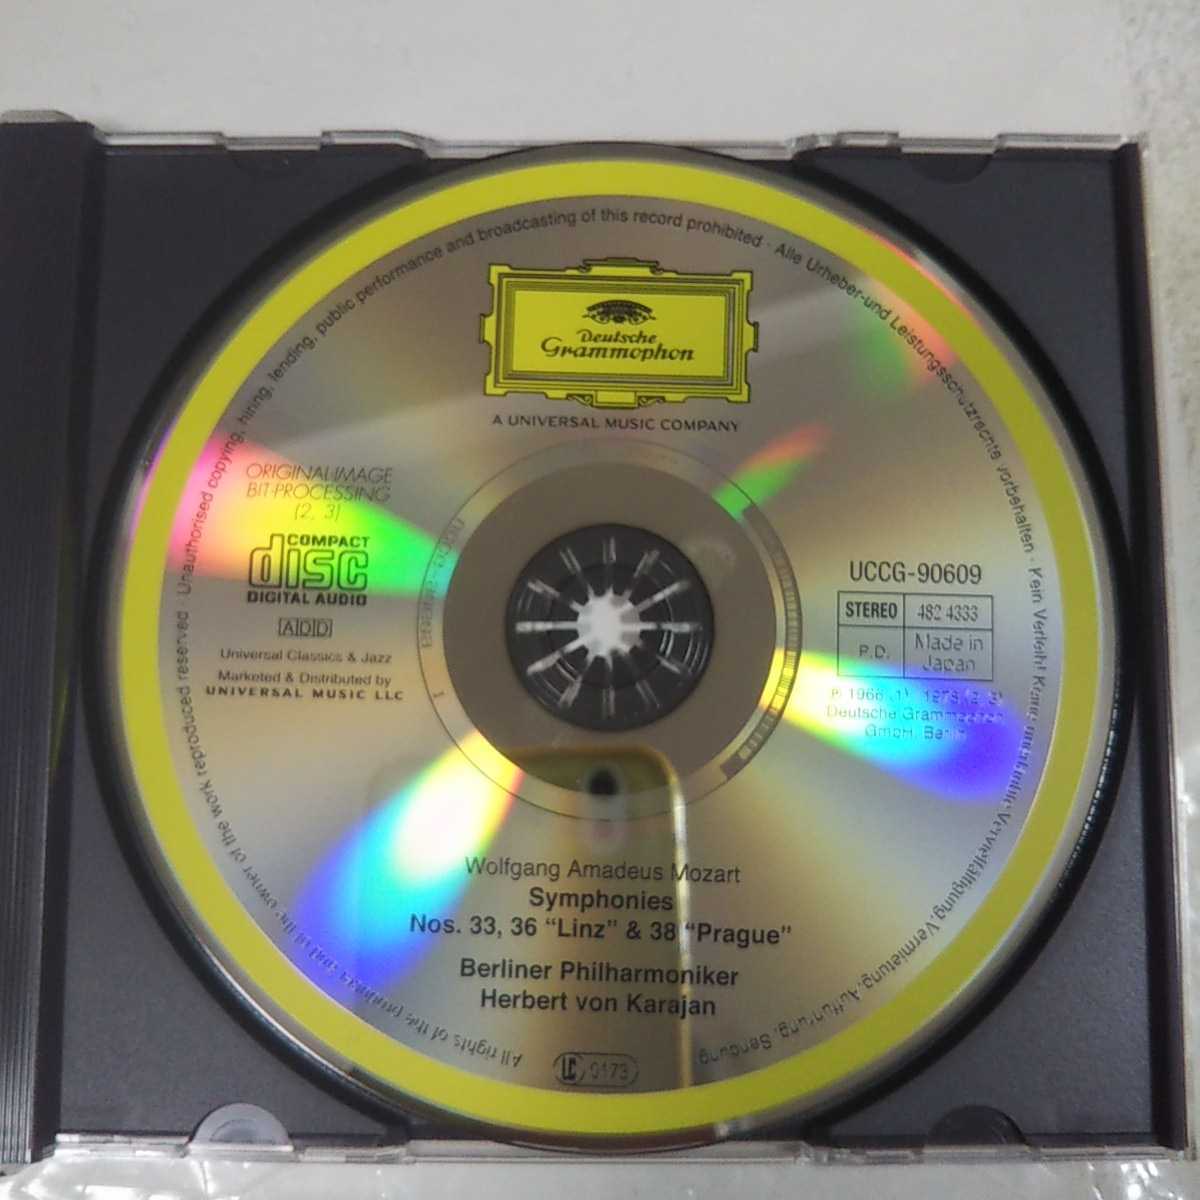 Unauthorised copying, hiring, lending, public performance and broadcasting of this record prohibited · Alle Urheber-und Leistungsschutzrechte vorbehalten · Kein Verleih! Keine Vervielfältigung, Vermietung, Aufführung, Sendung
Deutsche
Grammophon
A UNIVERSAL MUSIC COMPANY
ORIGINAL-IMAGE
BIT-PROCESSING
(2, 3)
COMPACT
disc
DIGITAL AUDIO
ADD
Universal Classics & Jazz
Marketed & Distributed by
UNIVERSAL MUSIC LLC
UCCG-90609
STEREO 482 4333
P.D. Made in
Japan
Deutsche Grammophon
GmbH, Berlin
Wolfgang Amadeus Mozart
Symphonies
Nos. 33, 36 “Linz” & 38 “Prague”
Berliner Philharmoniker
Herbert von Karajan
LC 0173
All rights of the producer and of the owner of the work reproduced reserved ·